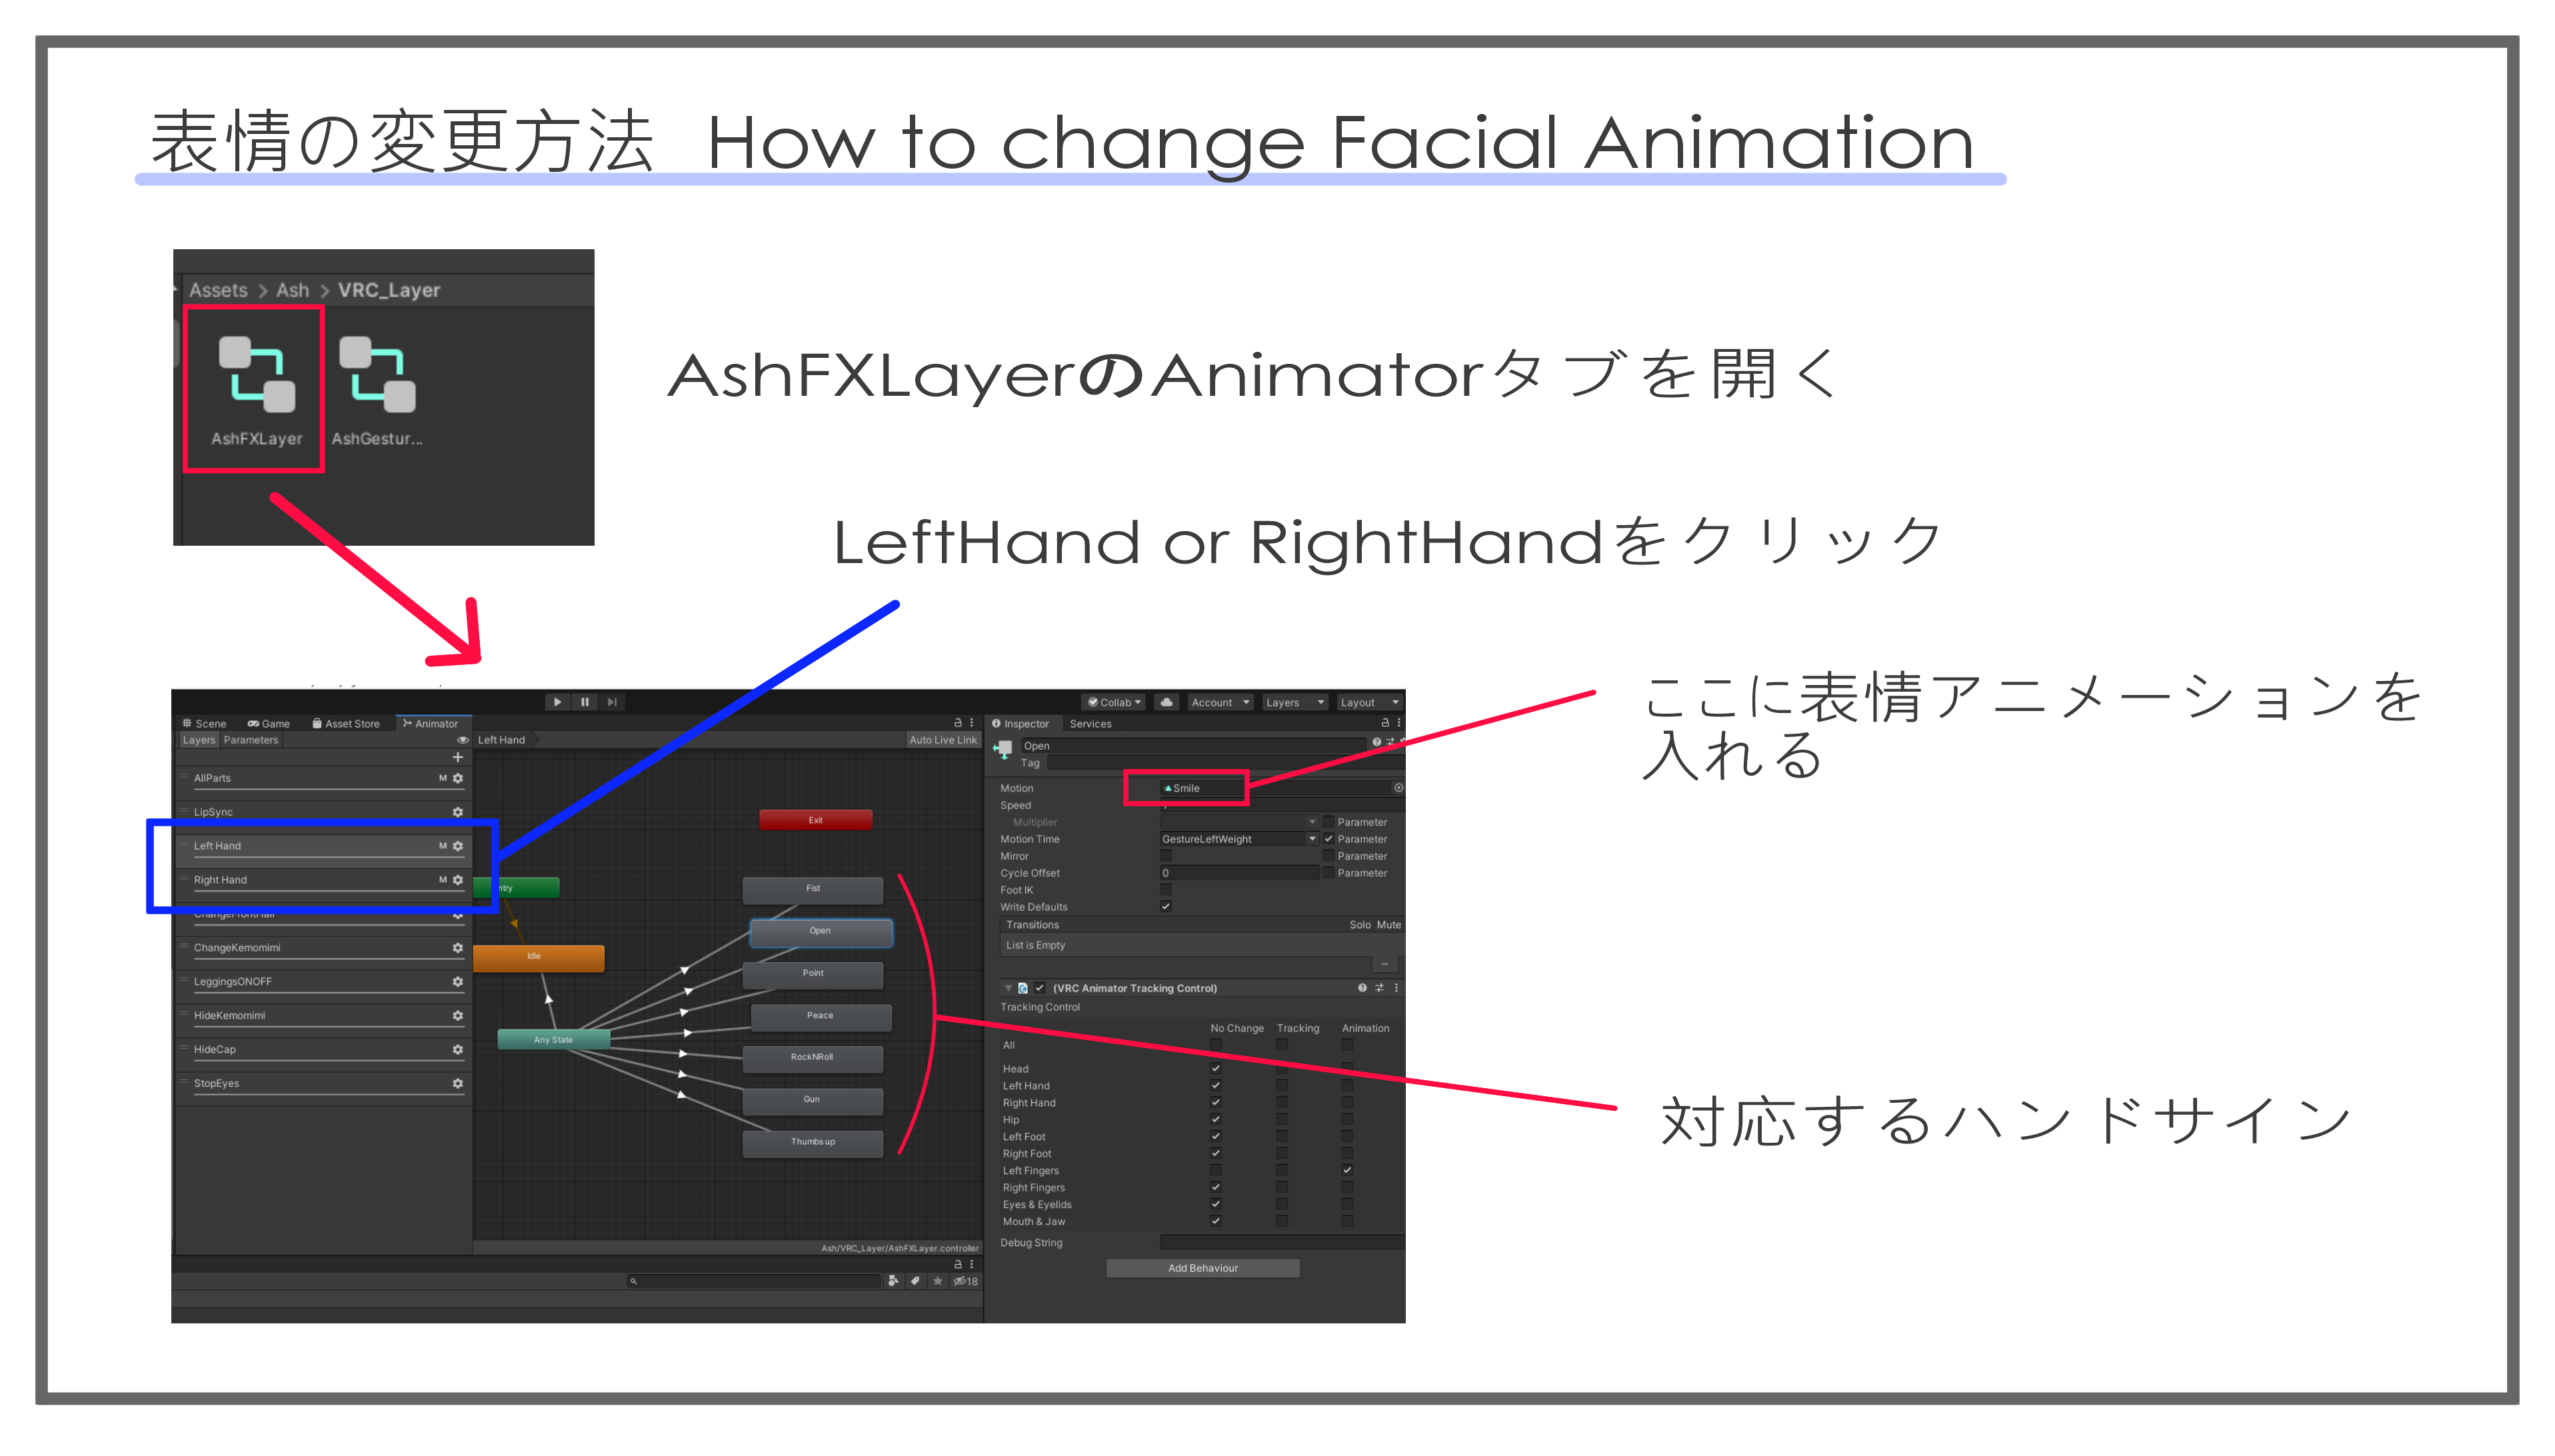 表情の変更方法 How to change Facial Animation
Assets > Ash > VRC_Layer
AshFXLayer AshGestur...
AshFXLayerのAnimatorタブを開く
LeftHand or RightHandをクリック
ここに表情アニメーションを
入れる
対応するハンドサイン
Collab Account Layers Layout
Scene Game Asset Store Animator
Layers Parameters
Left Hand Auto Live Link
AllParts M
LipSync
Left Hand M
Right Hand M
ChangeKemomimi
LeggingsONOFF
HideKemomimi
HideCap
StopEyes
Exit
Idle
Any State
Fist
Open
Point
Peace
RockNRoll
Gun
Thumbs up
Ash/VRC_Layer/AshFXLayer.controller
18
Inspector Services
Open
Tag
Motion Smile
Speed
Multiplier Parameter
Motion Time GestureLeftWeight Parameter
Mirror Parameter
Cycle Offset 0 Parameter
Foot IK
Write Defaults
Transitions Solo Mute
List is Empty
(VRC Animator Tracking Control)
Tracking Control
No Change Tracking Animation
All
Head
Left Hand
Right Hand
Hip
Left Foot
Right Foot
Left Fingers
Right Fingers
Eyes & Eyelids
Mouth & Jaw
Debug String
Add Behaviour